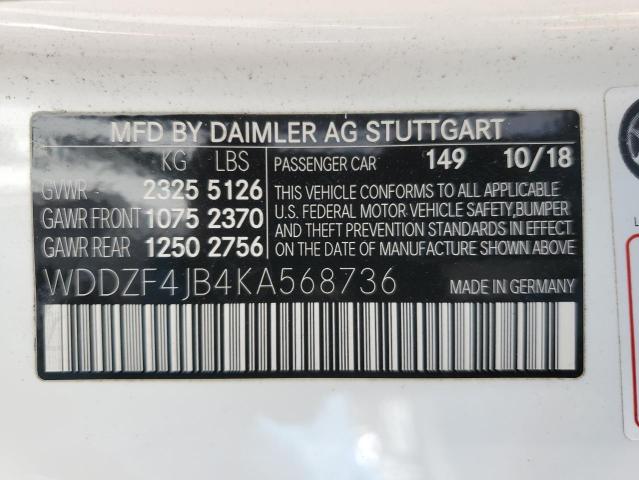 MFD BY DAIMLER AG STUTTGART
KG LBS PASSENGER CAR 149 10/18
GVWR 2325 5126
GAWR FRONT 1075 2370
GAWR REAR 1250 2756
THIS VEHICLE CONFORMS TO ALL APPLICABLE
U.S. FEDERAL MOTOR VEHICLE SAFETY,BUMPER
AND THEFT PREVENTION STANDARDS IN EFFECT
ON THE DATE OF MANUFACTURE SHOWN ABOVE.
WDDZF4JB4KA568736 MADE IN GERMANY